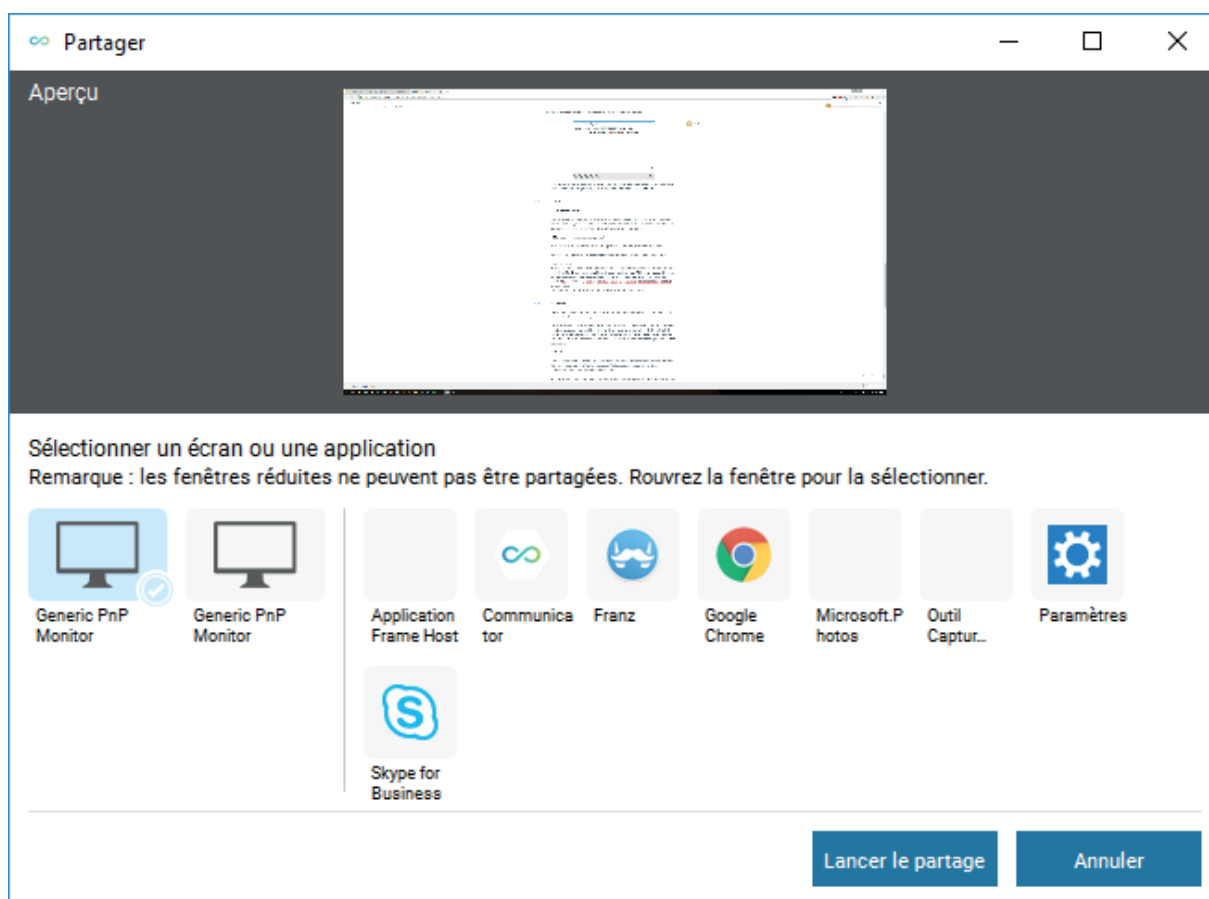 Partager
Aperçu
Sélectionner un écran ou une application
Remarque : les fenêtres réduites ne peuvent pas être partagées. Rouvrez la fenêtre pour la sélectionner.
Generic PnP
Monitor
Generic PnP
Monitor
Application
Frame Host
Communica
tor
Franz
Google
Chrome
Microsoft.P
hotos
Outil
Captur...
Paramètres
Skype for
Business
Lancer le partage
Annuler